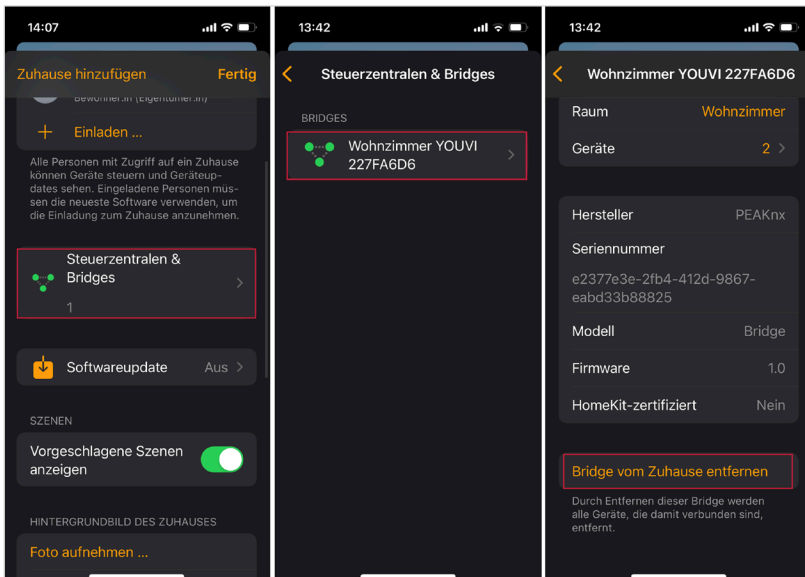 14:07
Zuhause hinzufügen
Fertig
Bewohner:in (Eigentümer:in)
Einladen ...
Alle Personen mit Zugriff auf ein Zuhause
können Geräte steuern und Geräteup-
dates sehen. Eingeladene Personen müs-
sen die neueste Software verwenden, um
die Einladung zum Zuhause anzunehmen.
Steuerzentralen &
Bridges
1
Softwareupdate
Aus
SZENEN
Vorgeschlagene Szenen
anzeigen
HINTERGRUNDBILD DES ZUHAUSES
Foto aufnehmen ...
13:42
Steuerzentralen & Bridges
BRIDGES
Wohnzimmer YOUVI
227FA6D6
13:42
Wohnzimmer YOUVI 227FA6D6
Raum
Wohnzimmer
Geräte
2
Hersteller
PEAKnx
Seriennummer
e2377e3e-2fb4-412d-9867-
eabd33b88825
Modell
Bridge
Firmware
1.0
HomeKit-zertifiziert
Nein
Bridge vom Zuhause entfernen
Durch Entfernen dieser Bridge werden
alle Geräte, die damit verbunden sind,
entfernt.